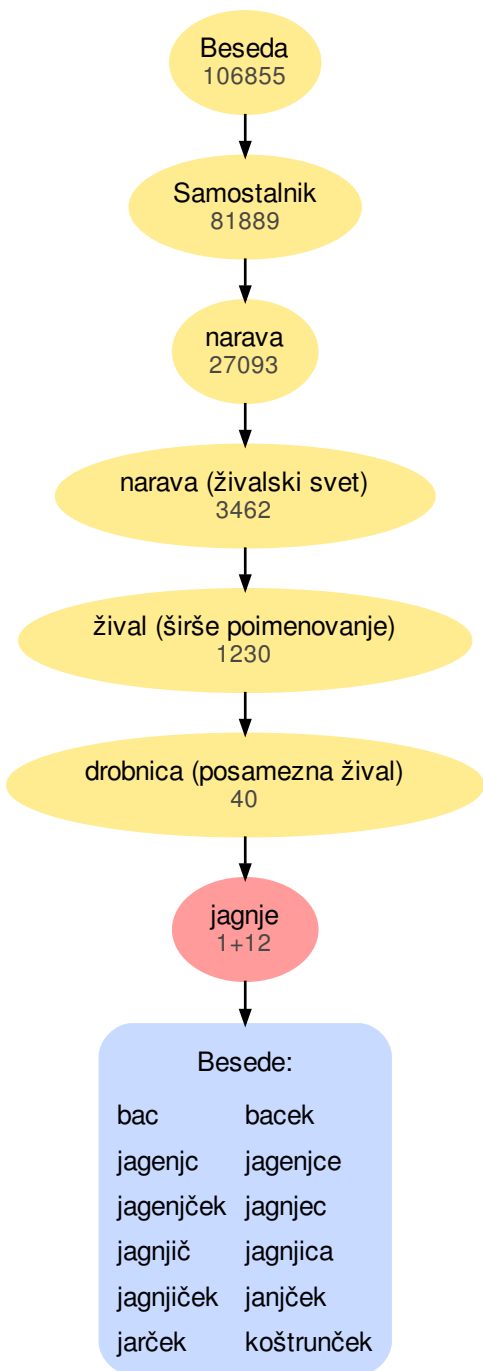 Beseda
106855
Samostalnik
81889
narava
27093
narava (živalski svet)
3462
žival (širše poimenovanje)
1230
drobnica (posamezna žival)
40
jagnje
1+12
Besede:
bac bacek
jagenjc jagenjce
jagenjček jagnjec
jagnjič jagnjica
jagnjiček janjček
jarček koštrunček